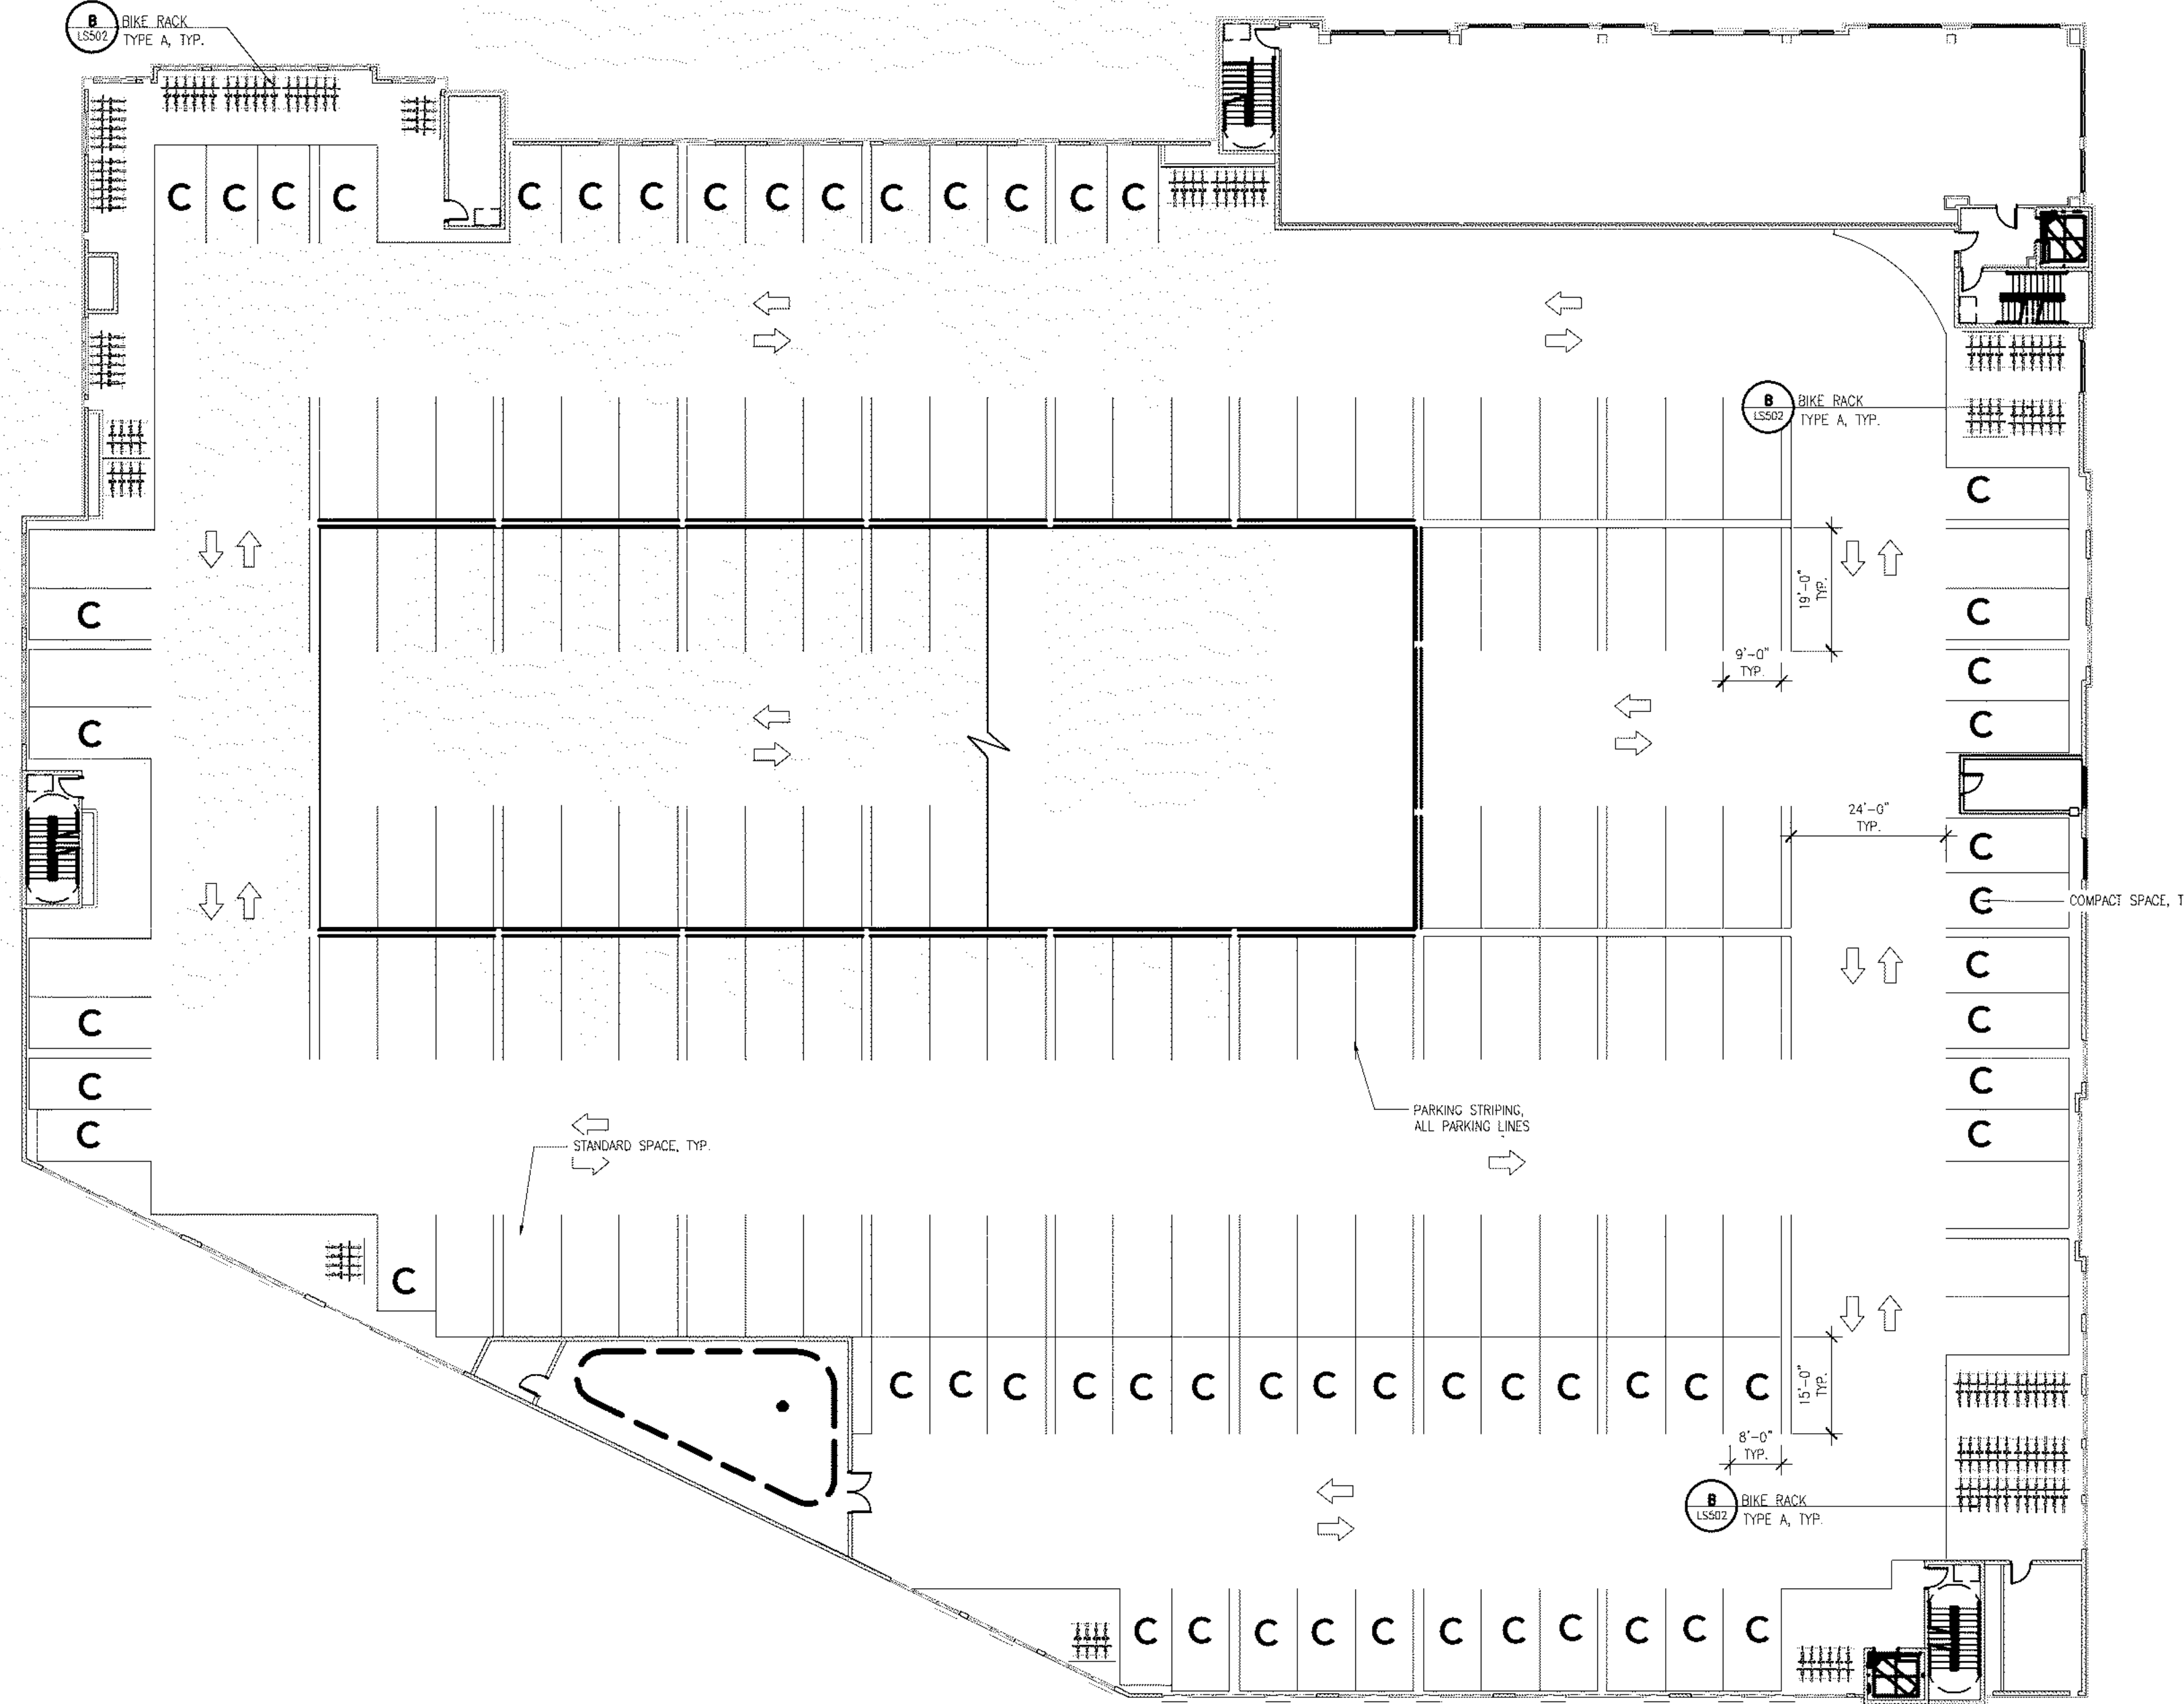 B
LS502
BIKE RACK
TYPE A, TYP.
C C C C C C C C C C C C C C C
B
LS502
BIKE RACK
TYPE A, TYP.
C
19'-0"
TYP.
C
C
9'-0"
TYP.
C
C
C
24'-0"
TYP.
C
C
COMPACT SPACE, T
C
C
C
C
C
PARKING STRIPING,
ALL PARKING LINES
C
C
STANDARD SPACE, TYP.
C
C C C C C C C C C C C C C C C
15'-0"
TYP.
8'-0"
TYP.
B
LS502
BIKE RACK
TYPE A, TYP.
C C C C C C C C C C C